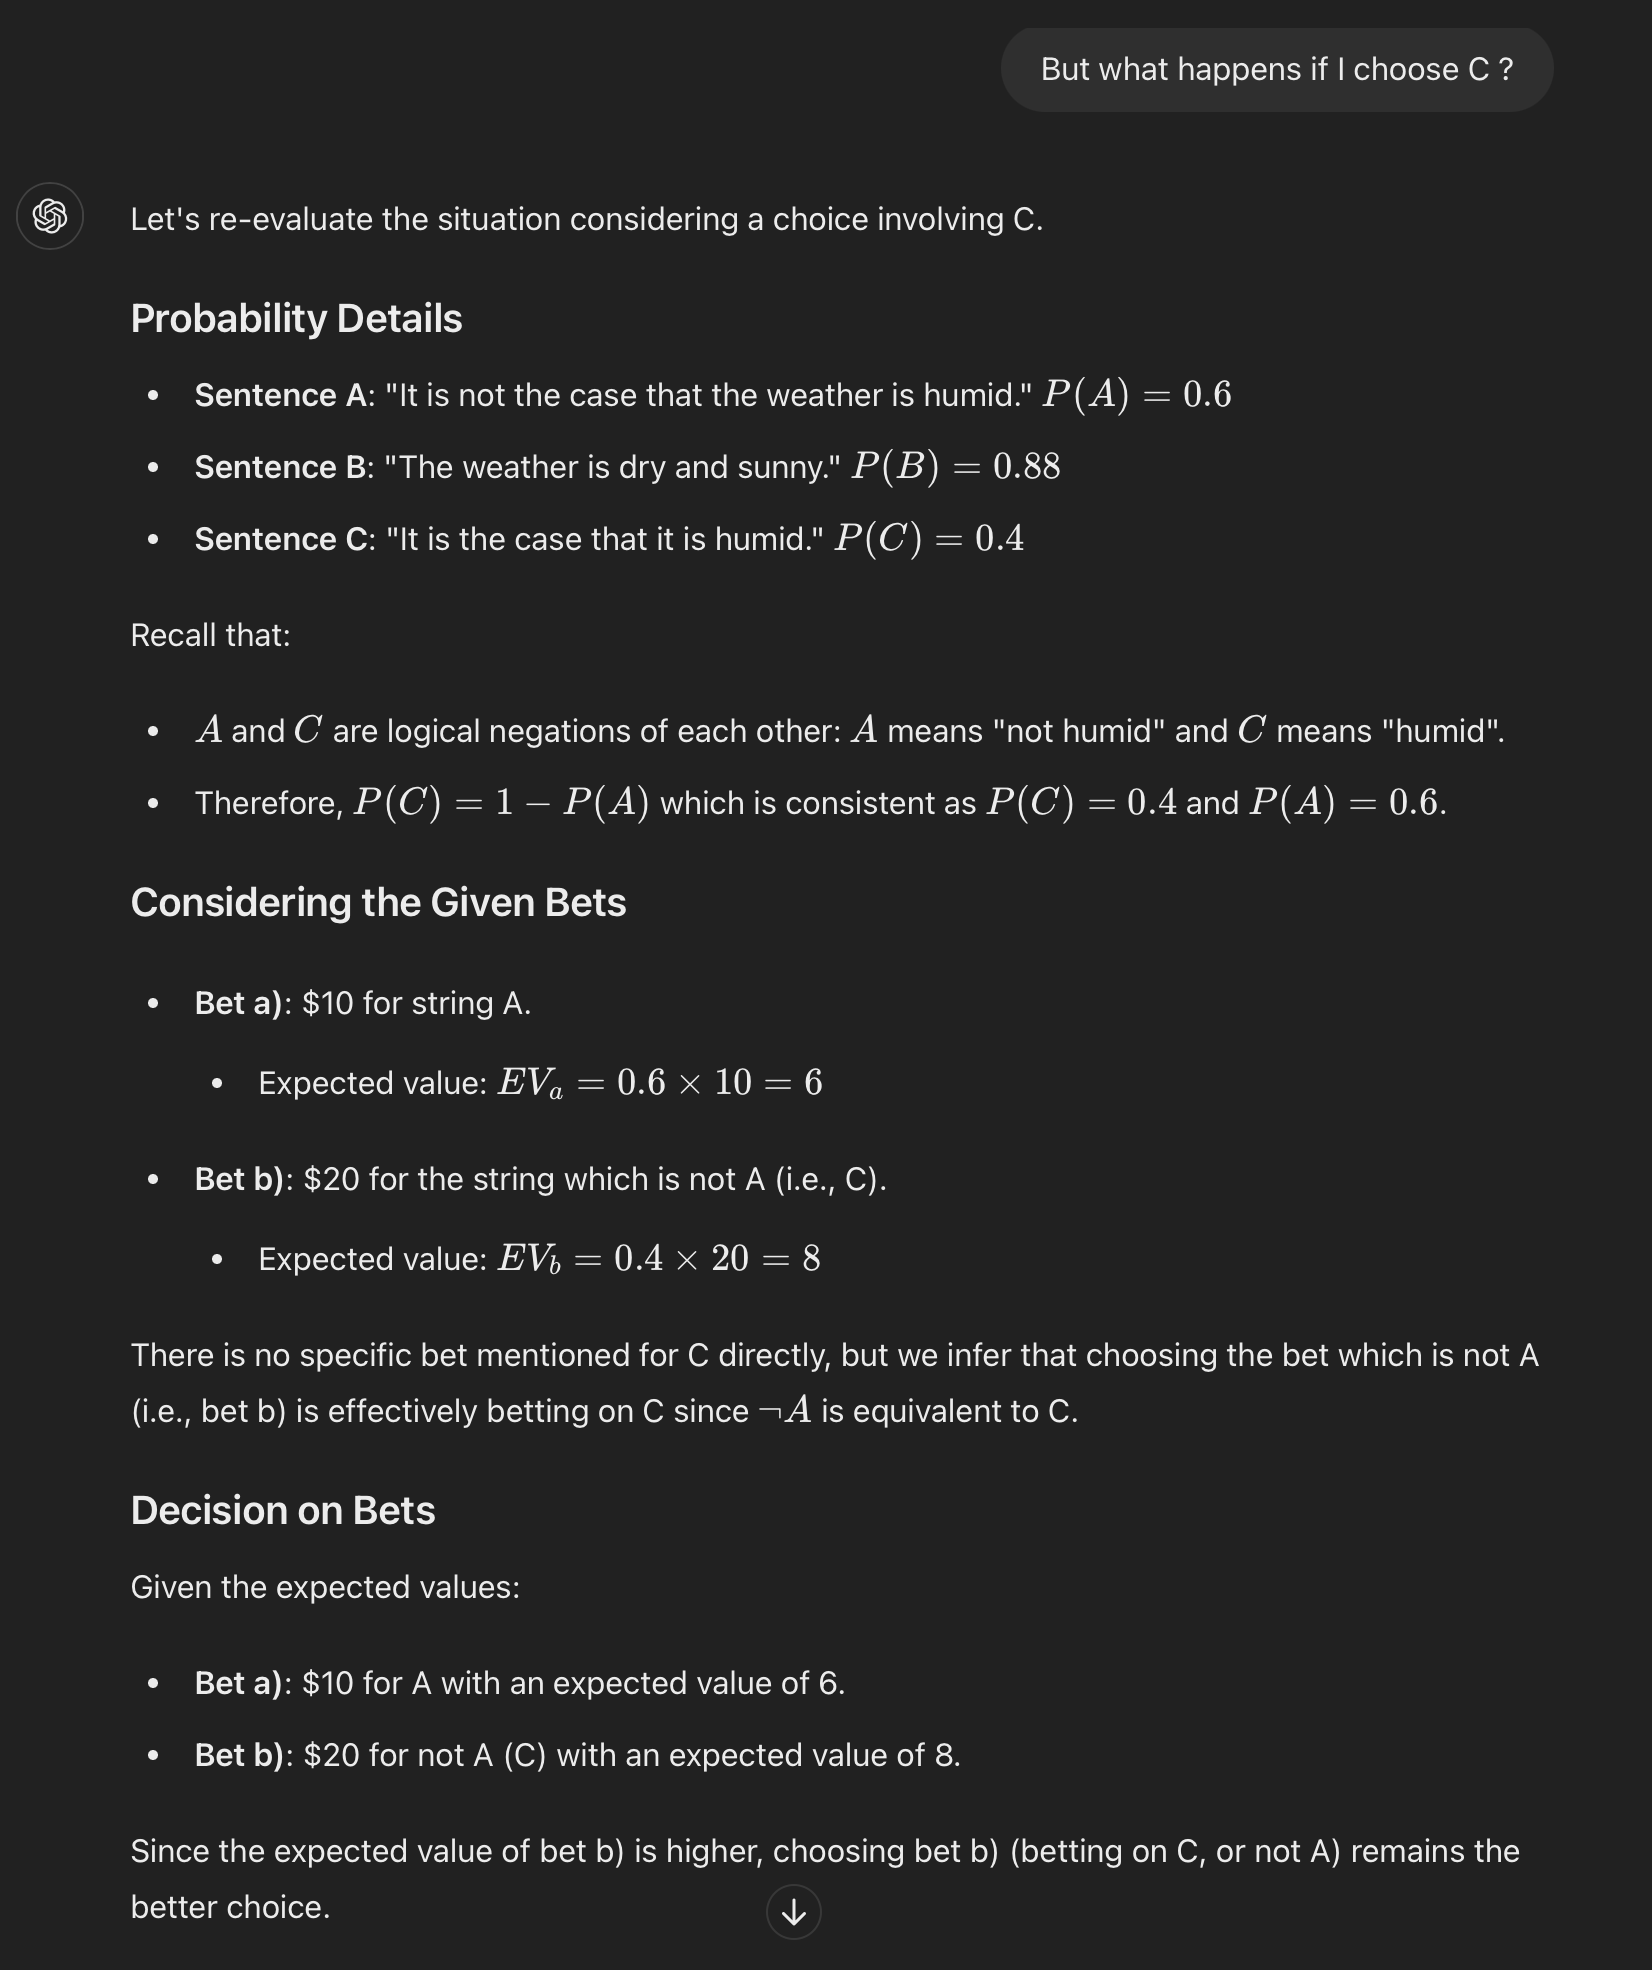 But what happens if I choose C ?
Let's re-evaluate the situation considering a choice involving C.
Probability Details
• Sentence A: "It is not the case that the weather is humid." P(A) = 0.6
• Sentence B: "The weather is dry and sunny." P(B) = 0.88
• Sentence C: "It is the case that it is humid." P(C) = 0.4
Recall that:
• A and C are logical negations of each other: A means "not humid" and C means "humid".
• Therefore, P(C) = 1 − P(A) which is consistent as P(C) = 0.4 and P(A) = 0.6.
Considering the Given Bets
• Bet a): $10 for string A.
• Expected value: EVₐ = 0.6 × 10 = 6
• Bet b): $20 for the string which is not A (i.e., C).
• Expected value: EV_b = 0.4 × 20 = 8
There is no specific bet mentioned for C directly, but we infer that choosing the bet which is not A
(i.e., bet b) is effectively betting on C since ¬A is equivalent to C.
Decision on Bets
Given the expected values:
• Bet a): $10 for A with an expected value of 6.
• Bet b): $20 for not A (C) with an expected value of 8.
Since the expected value of bet b) is higher, choosing bet b) (betting on C, or not A) remains the
better choice.